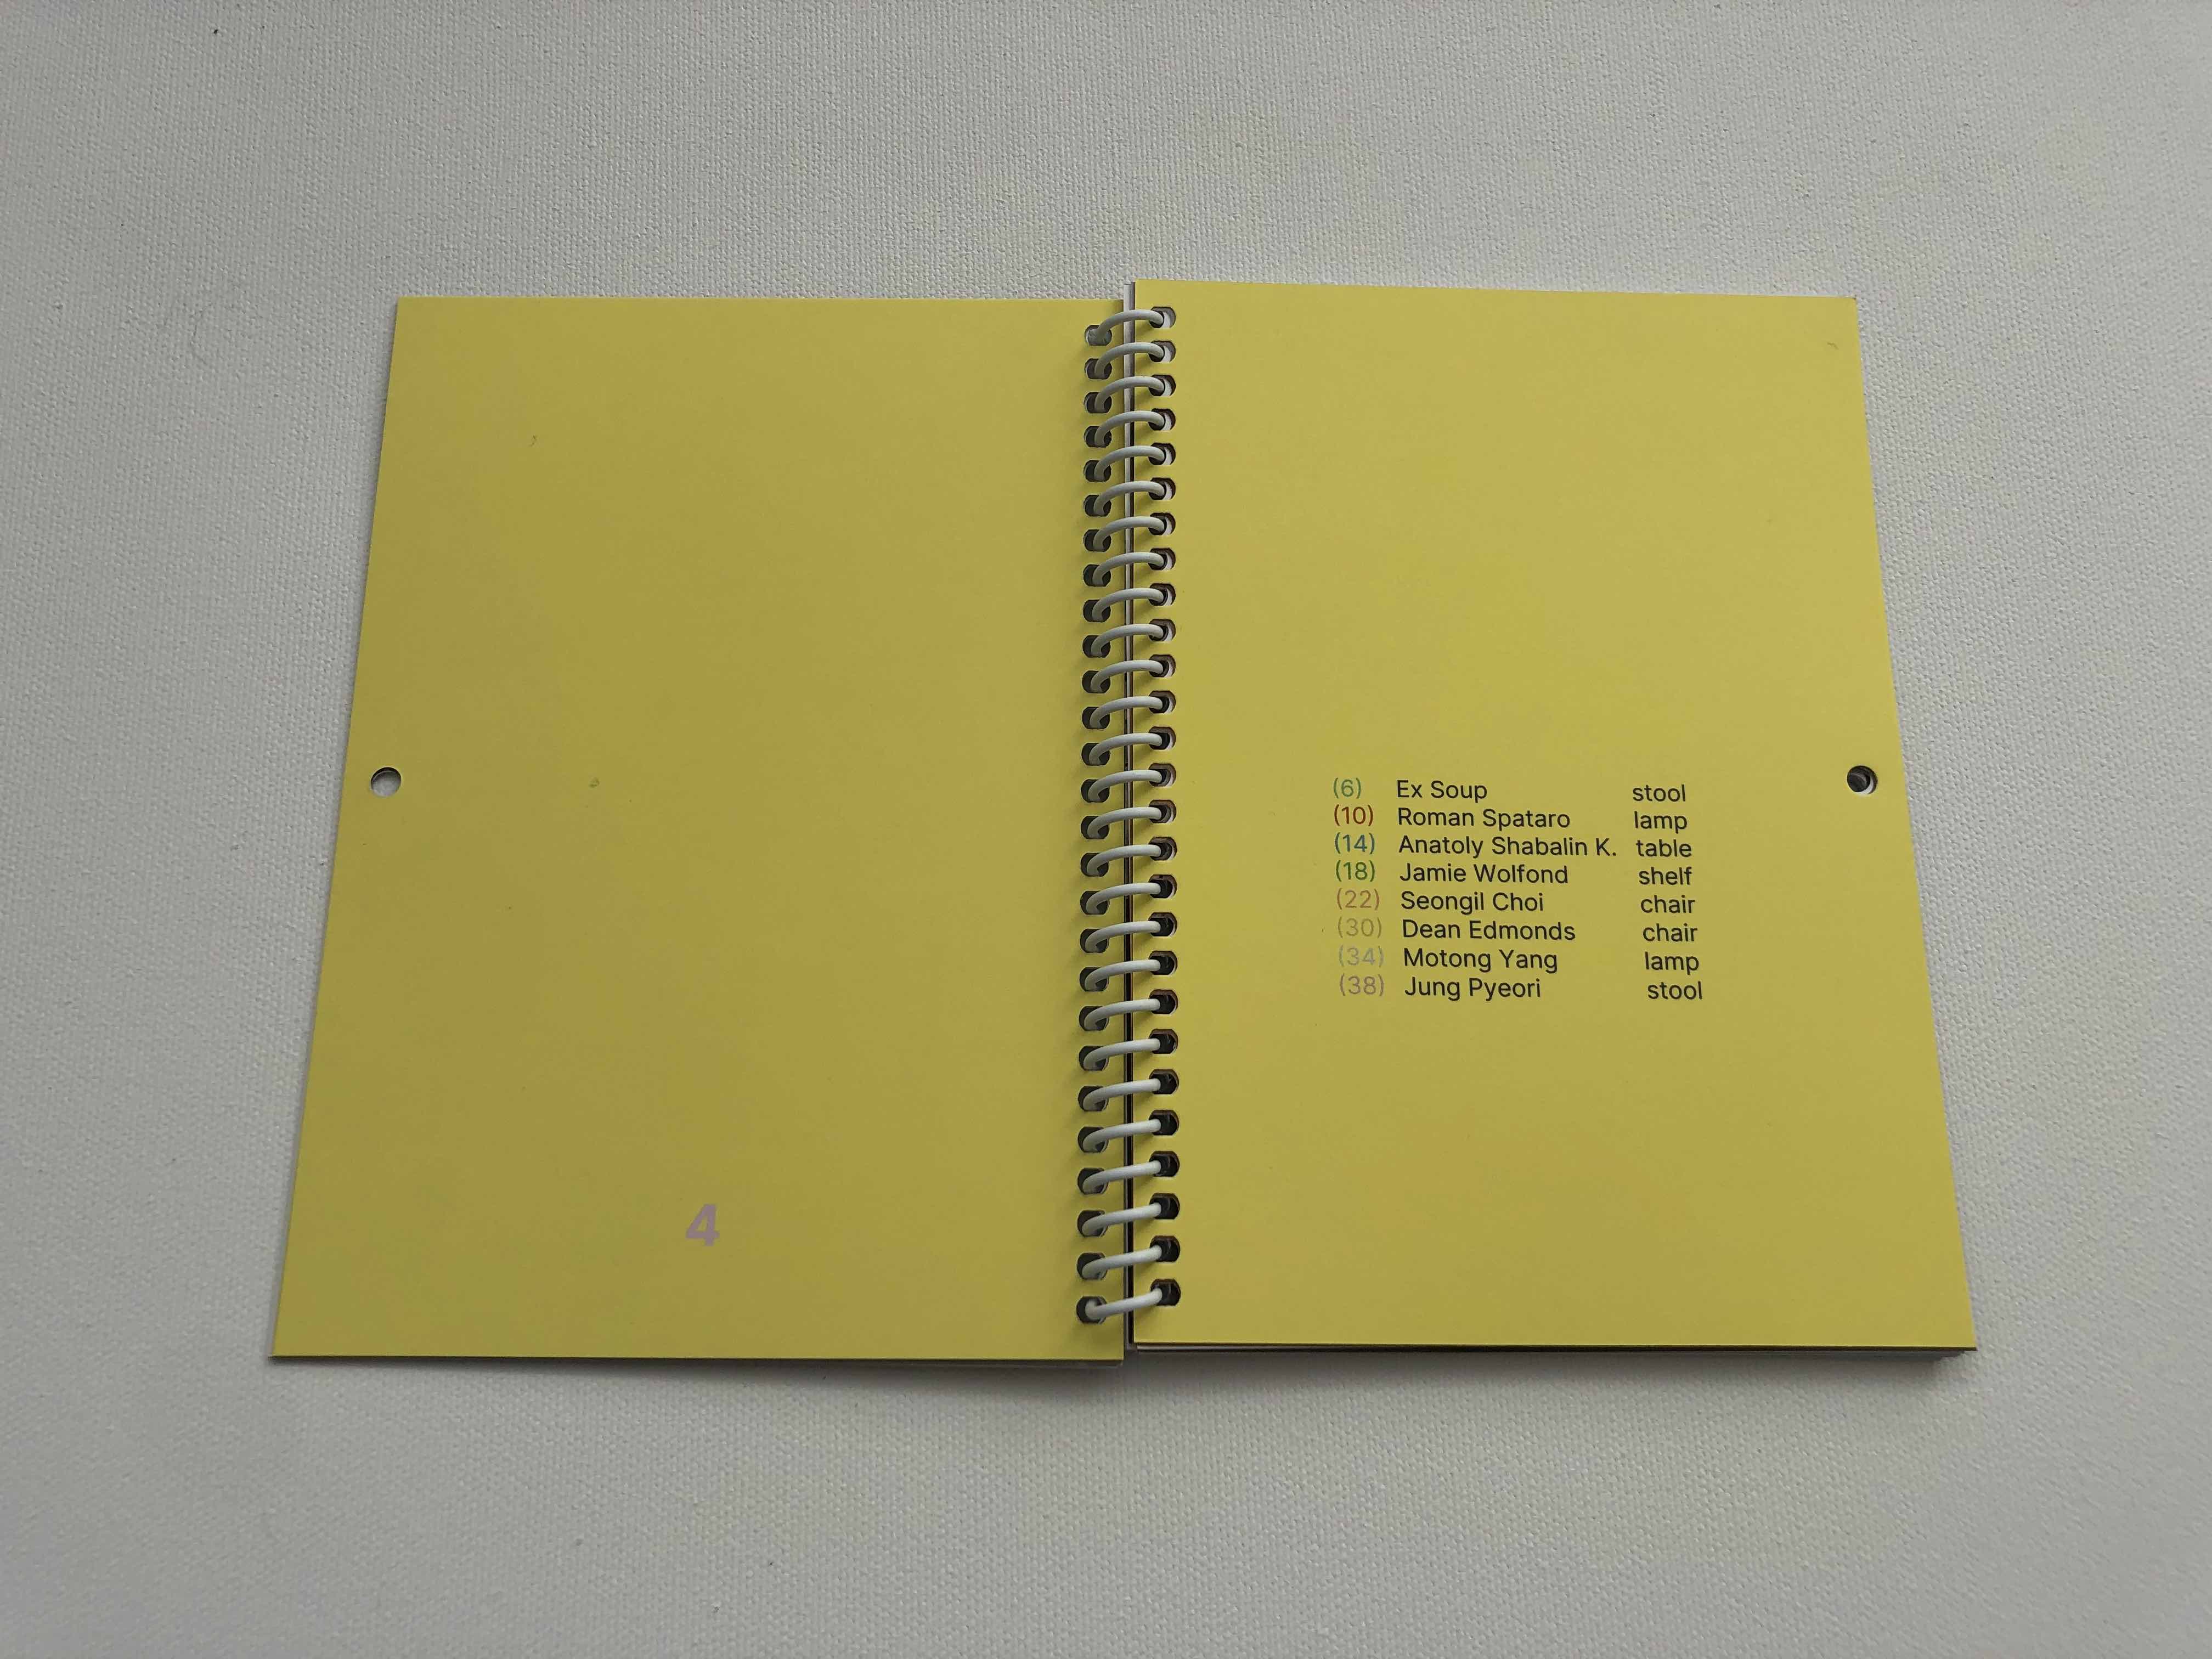 4
(6) Ex Soup stool
(10) Roman Spataro lamp
(14) Anatoly Shabalin K. table
(18) Jamie Wolfond shelf
(22) Seongil Choi chair
(30) Dean Edmonds chair
(34) Motong Yang lamp
(38) Jung Pyeori stool